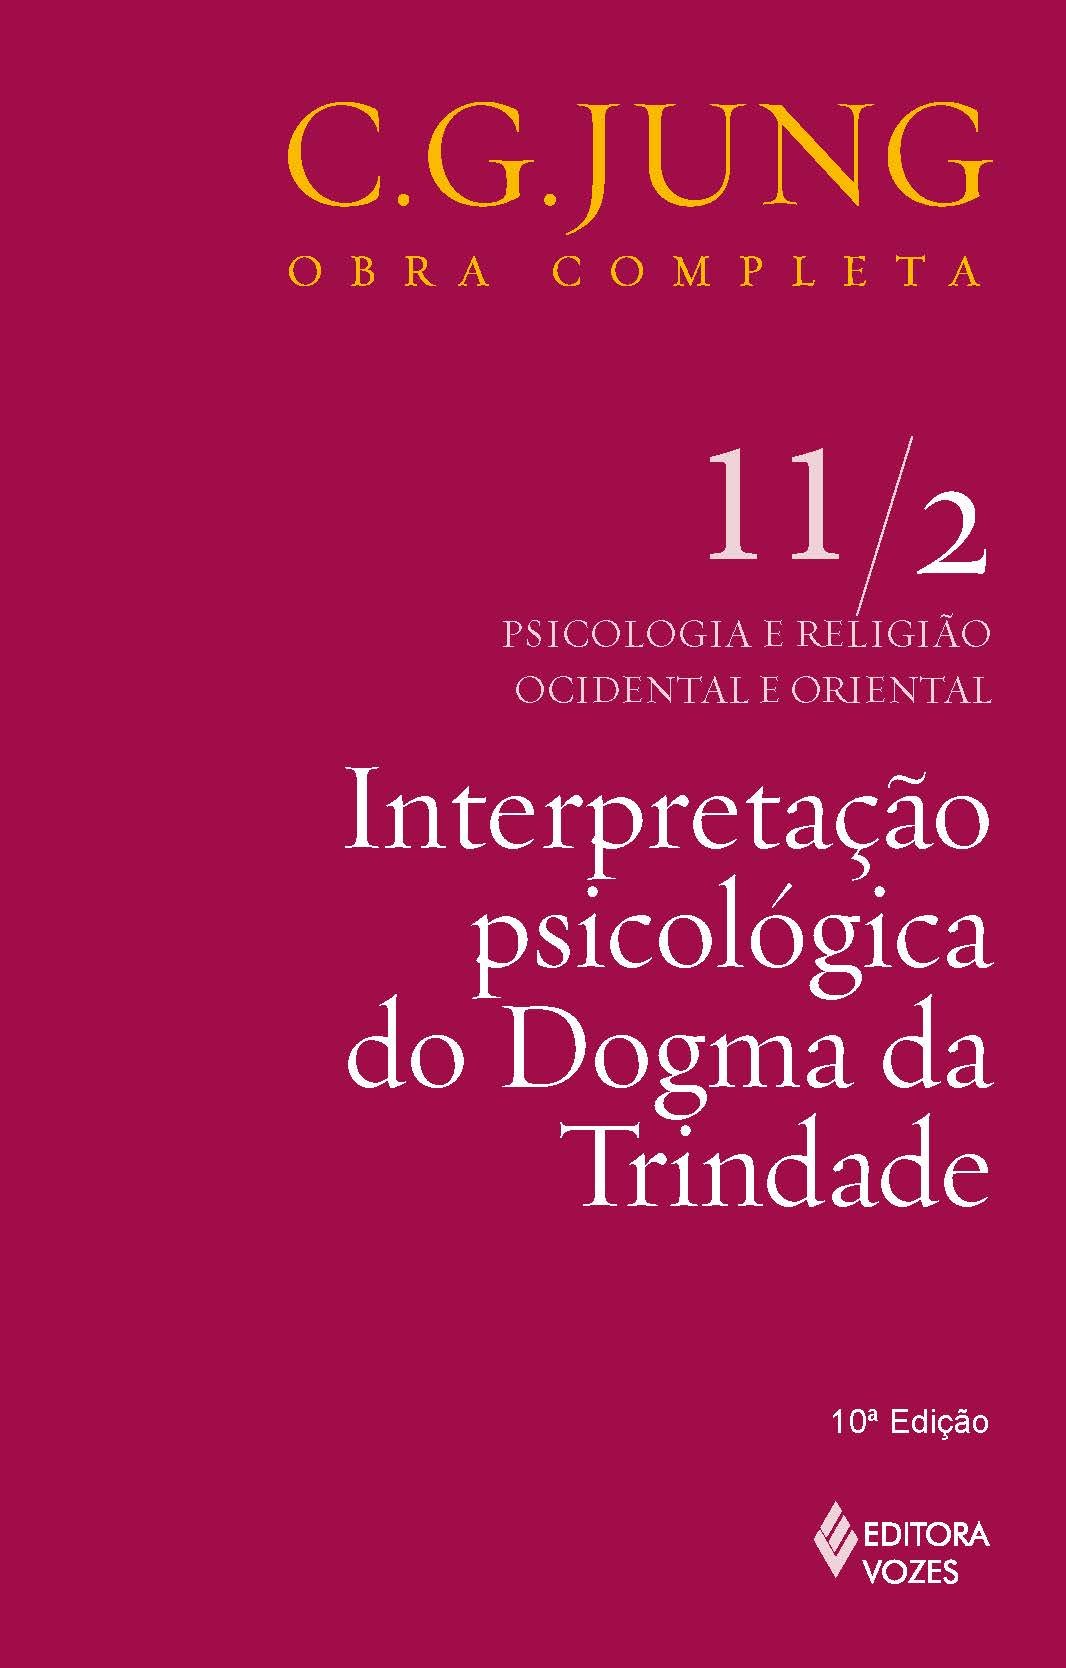 C.G.JUNG
OBRA COMPLETA
11/2
PSICOLOGIA E RELIGIÃO
OCIDENTAL E ORIENTAL
Interpretação
psicológica
do Dogma da
Trindade
10ª Edição
EDITORA
VOZES